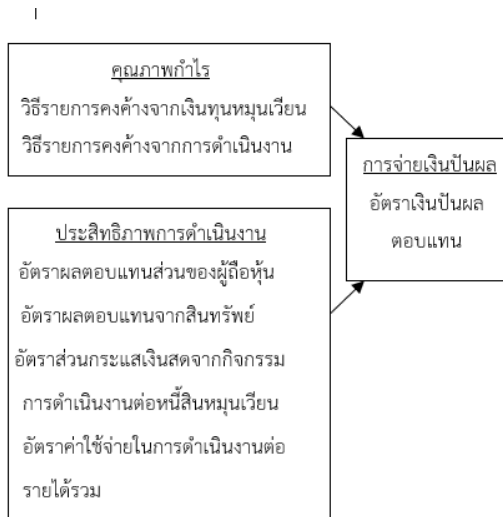 คุณภาพกำไร
วิธีรายการคงค้างจากเงินทุนหมุนเวียน
วิธีรายการคงค้างจากการดำเนินงาน
การจ่ายเงินปันผล
อัตราเงินปันผล
ตอบแทน
ประสิทธิภาพการดำเนินงาน
อัตราผลตอบแทนส่วนของผู้ถือหุ้น
อัตราผลตอบแทนจากสินทรัพย์
อัตราส่วนกระแสเงินสดจากกิจกรรม
การดำเนินงานต่อหนี้สินหมุนเวียน
อัตราค่าใช้จ่ายในการดำเนินงานต่อ
รายได้รวม